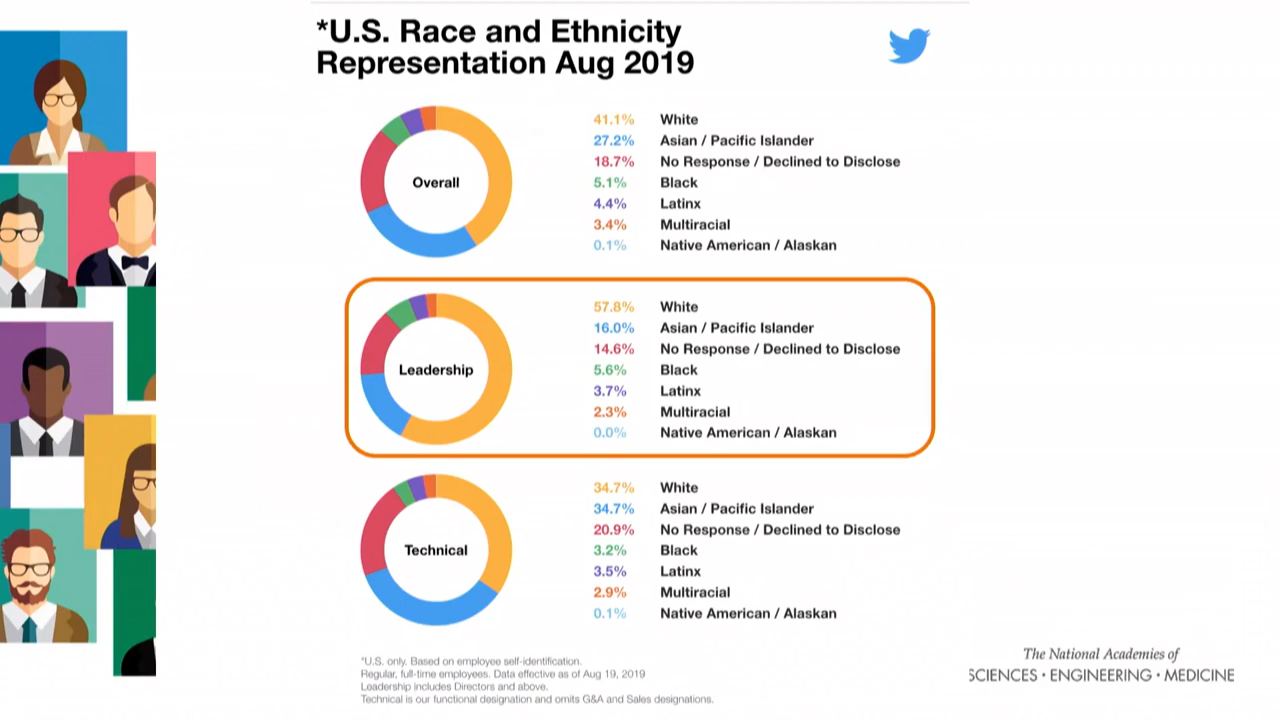 *U.S. Race and Ethnicity
Representation Aug 2019
Overall
41.1% White
27.2% Asian / Pacific Islander
18.7% No Response / Declined to Disclose
5.1% Black
4.4% Latinx
3.4% Multiracial
0.1% Native American / Alaskan
Leadership
57.8% White
16.0% Asian / Pacific Islander
14.6% No Response / Declined to Disclose
5.6% Black
3.7% Latinx
2.3% Multiracial
0.0% Native American / Alaskan
Technical
34.7% White
34.7% Asian / Pacific Islander
20.9% No Response / Declined to Disclose
3.2% Black
3.5% Latinx
2.9% Multiracial
0.1% Native American / Alaskan
*U.S. only. Based on employee self-identification.
Regular, full-time employees. Data effective as of Aug 19, 2019
Leadership includes Directors and above.
Technical is our functional designation and omits G&A and Sales designations.
The National Academies of
SCIENCES · ENGINEERING · MEDICINE